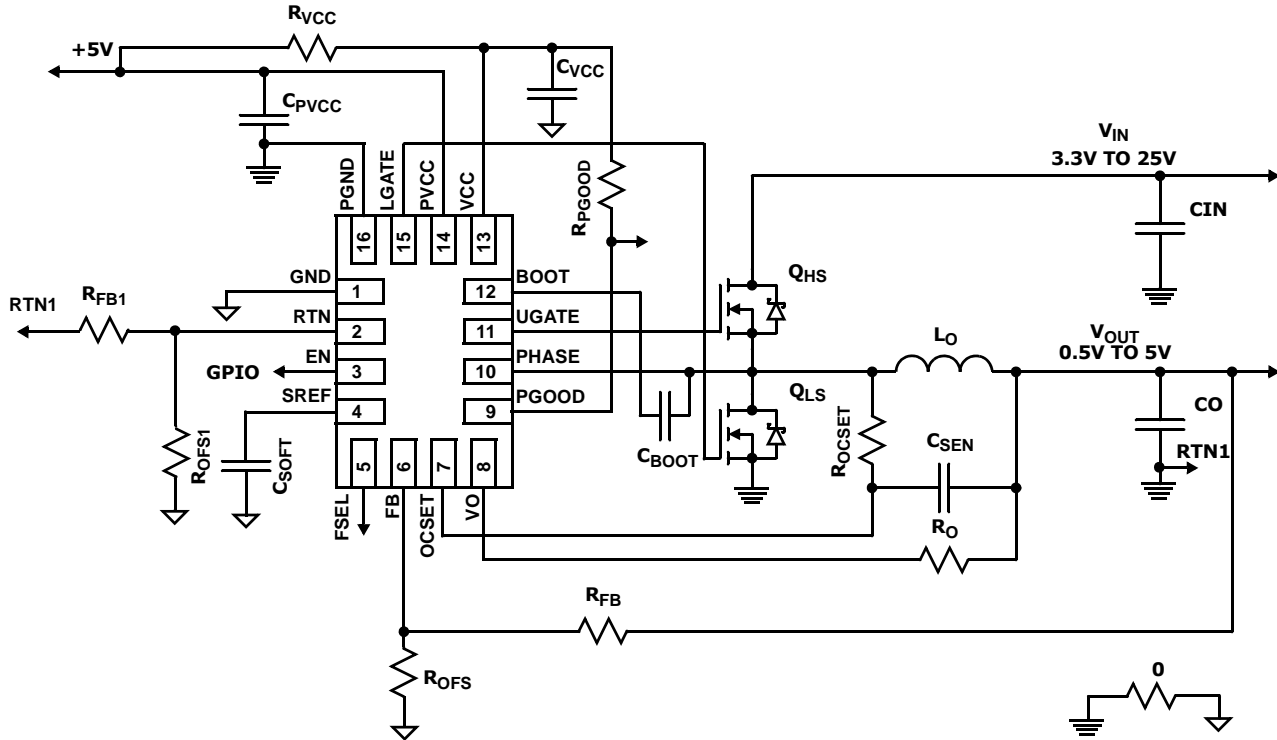 RVCC
+5V
CVCC
CPVCC
VIN
3.3V TO 25V
PGND
LGATE
PVCC
VCC
RPGOOD
CIN
16
15
14
13
QHS
GND
1
12
BOOT
RTN1
RFB1
RTN
2
11
UGATE
LO
VOUT
0.5V TO 5V
EN
GPIO
3
10
PHASE
SREF
4
9
PGOOD
QLS
CO
ROFS1
CSOFT
5
6
7
8
CBOOT
ROCSET
CSEN
RTN1
FSEL
FB
OCSET
VO
RO
RFB
ROFS
0